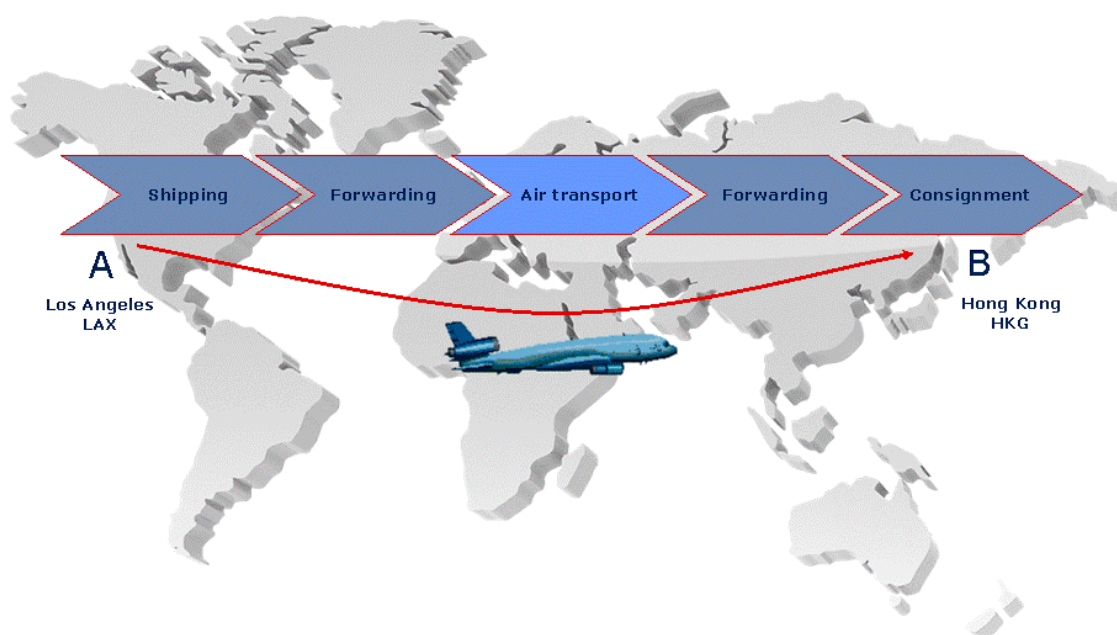 Shipping
Forwarding
Air transport
Forwarding
Consignment
A
B
Los Angeles
LAX
Hong Kong
HKG